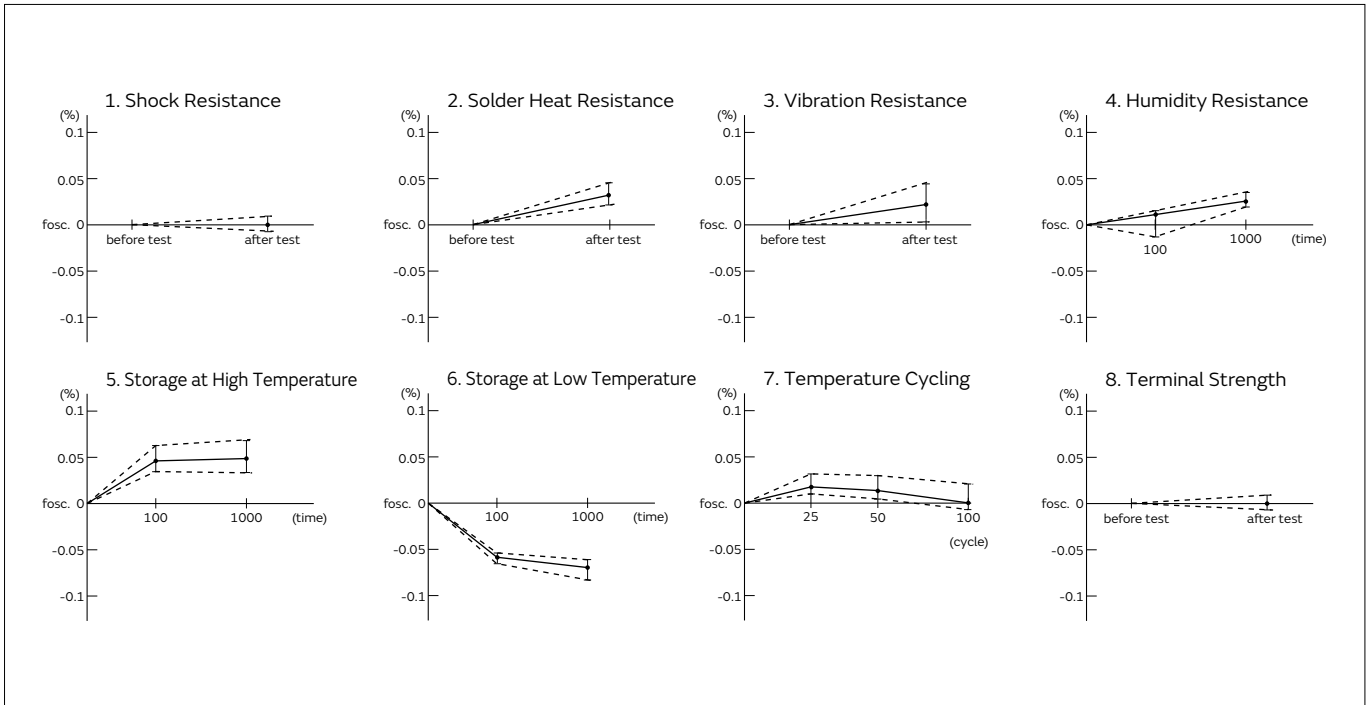 1. Shock Resistance
(%)
0.1
0.05
fosc. 0
-0.05
-0.1
before test
after test
2. Solder Heat Resistance
(%)
0.1
0.05
fosc. 0
-0.05
-0.1
before test
after test
3. Vibration Resistance
(%)
0.1
0.05
fosc. 0
-0.05
-0.1
before test
after test
4. Humidity Resistance
(%)
0.1
0.05
fosc. 0
-0.05
-0.1
100
1000
(time)
5. Storage at High Temperature
(%)
0.1
0.05
fosc. 0
-0.05
-0.1
100
1000
(time)
6. Storage at Low Temperature
(%)
0.1
0.05
fosc. 0
-0.05
-0.1
100
1000
(time)
7. Temperature Cycling
(%)
0.1
0.05
fosc. 0
-0.05
-0.1
25
50
100
(cycle)
8. Terminal Strength
(%)
0.1
0.05
fosc. 0
-0.05
-0.1
before test
after test